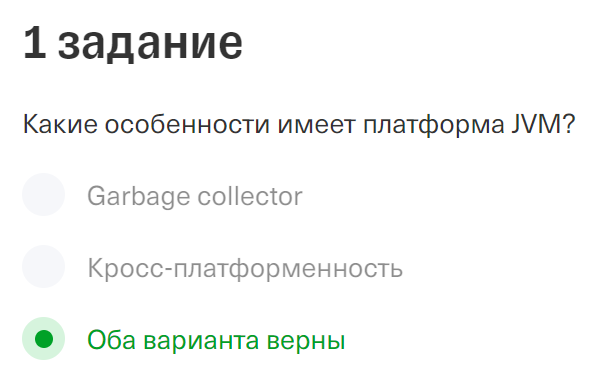 1 задание
Какие особенности имеет платформа JVM?
Garbage collector
Кросс-платформенность
Оба варианта верны